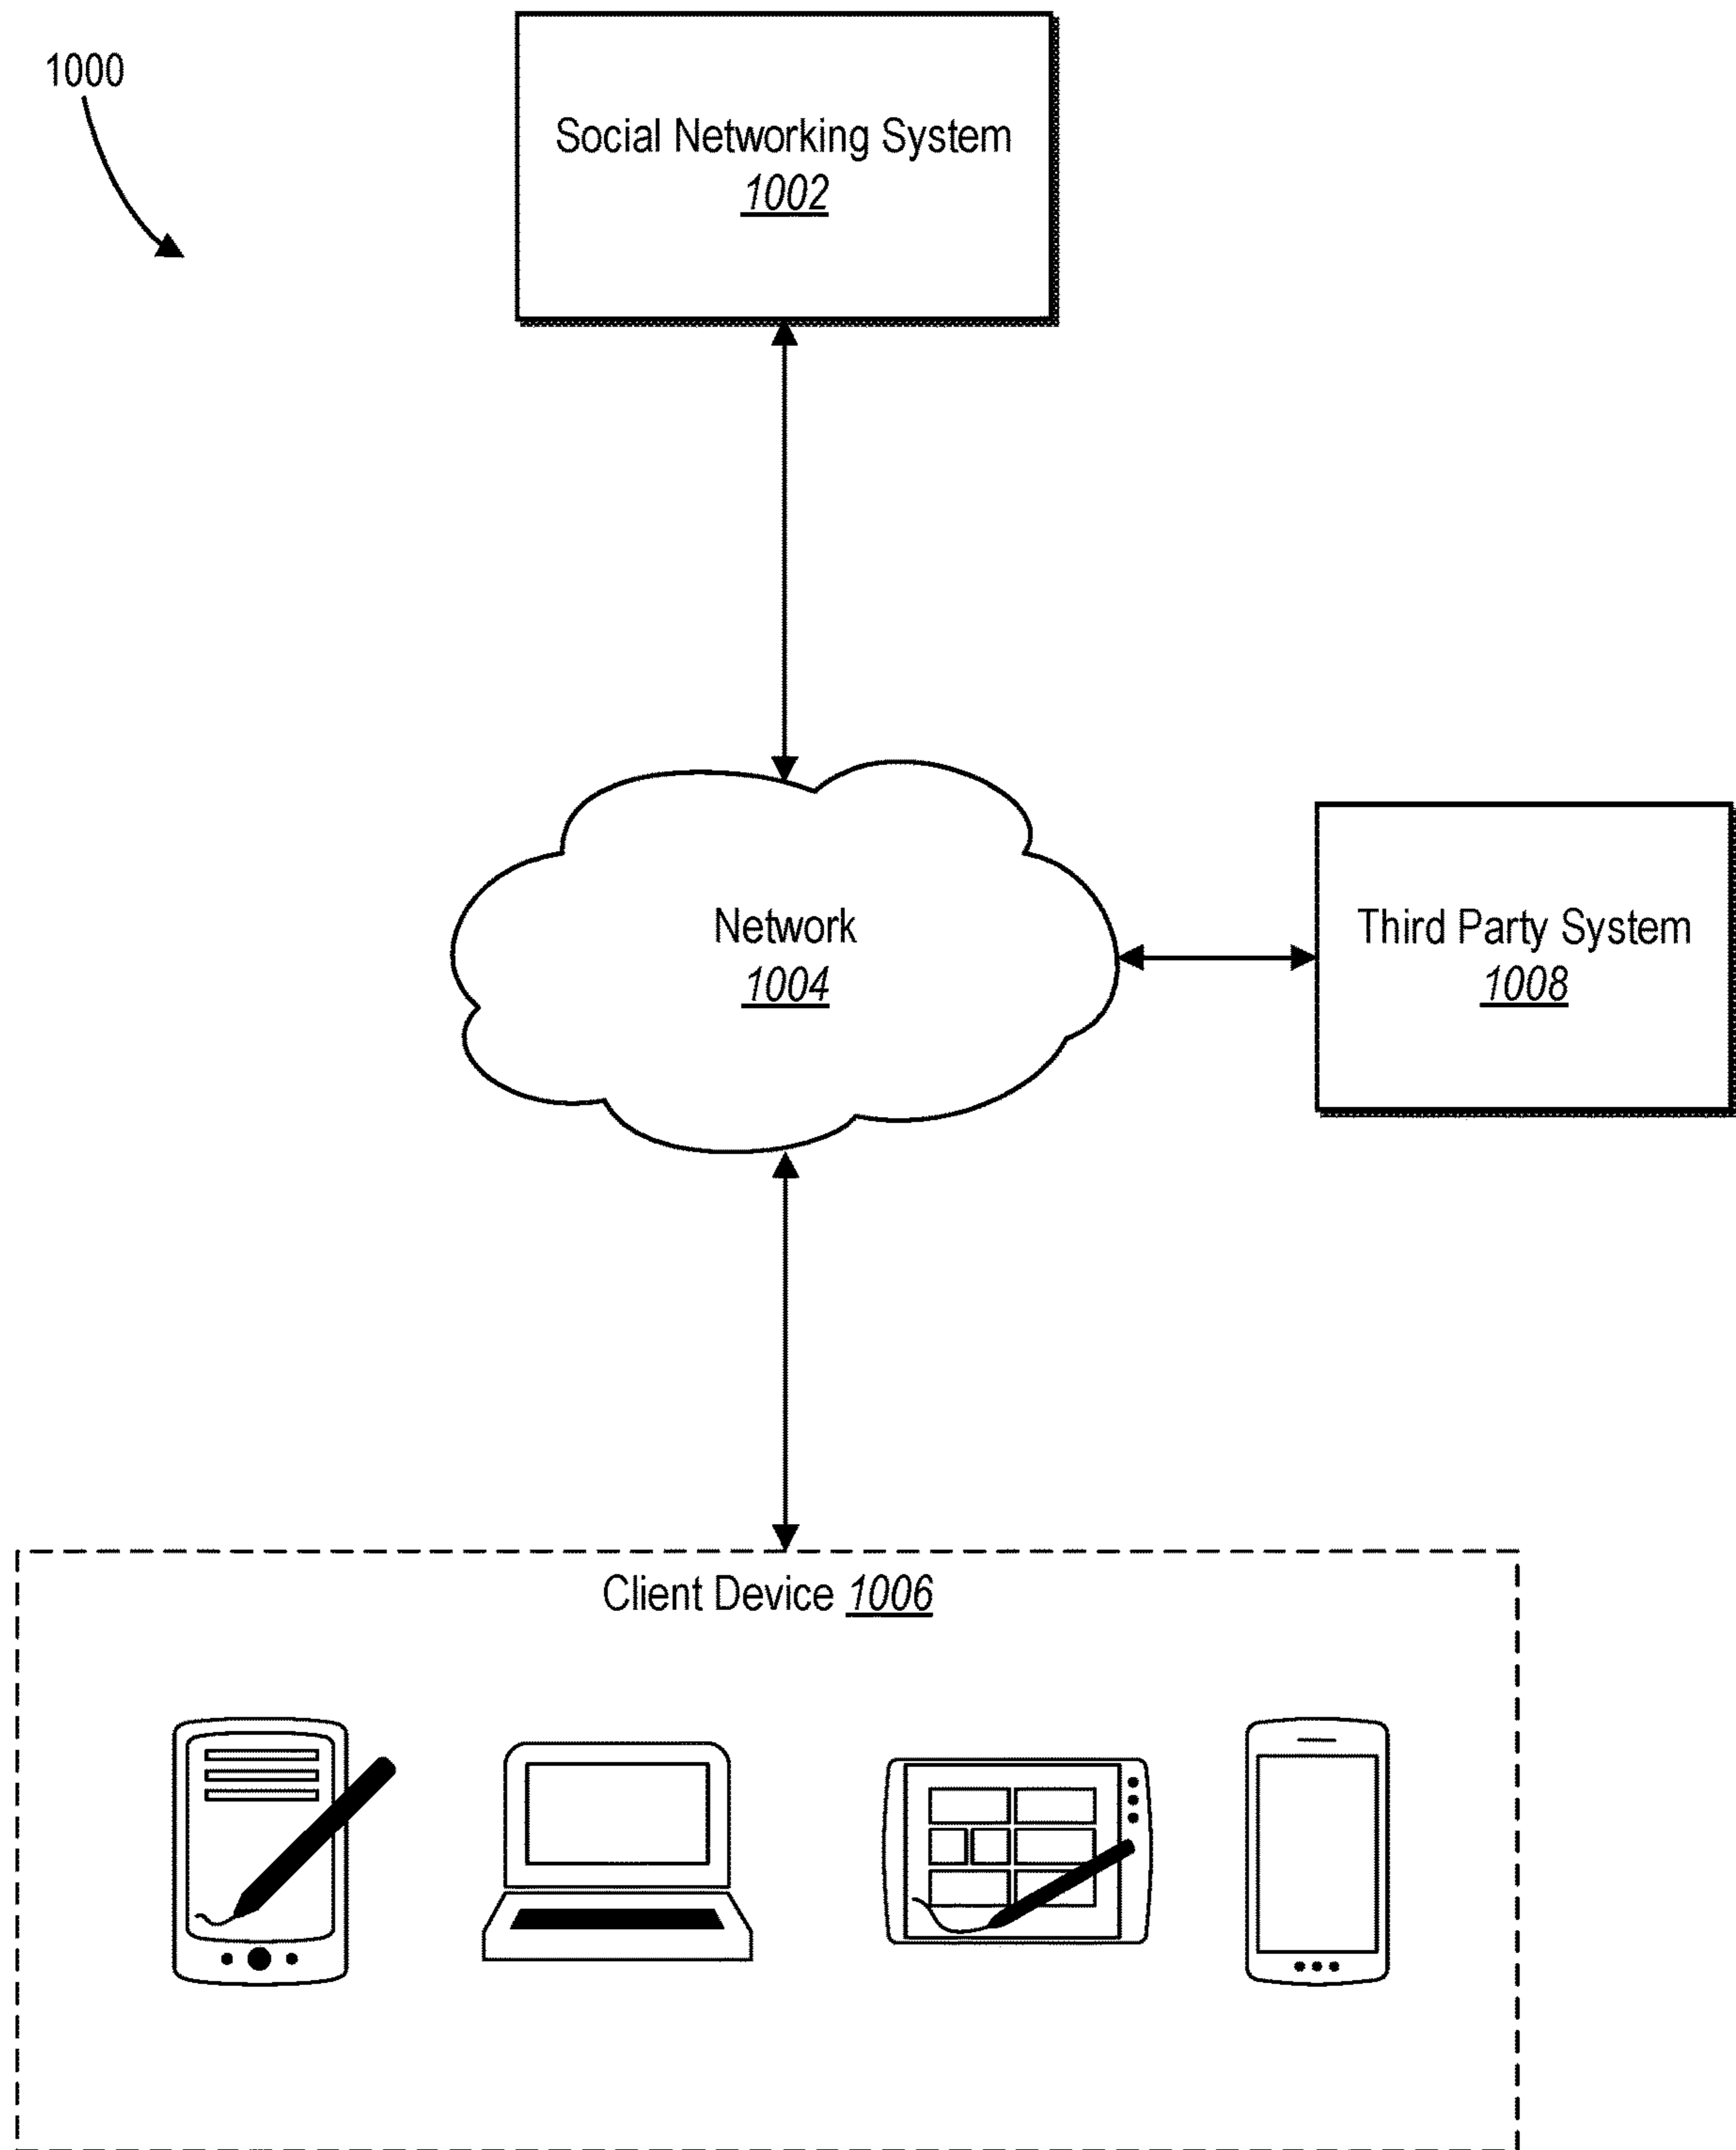 1000
Social Networking System
1002
Network
1004
Third Party System
1008
Client Device 1006